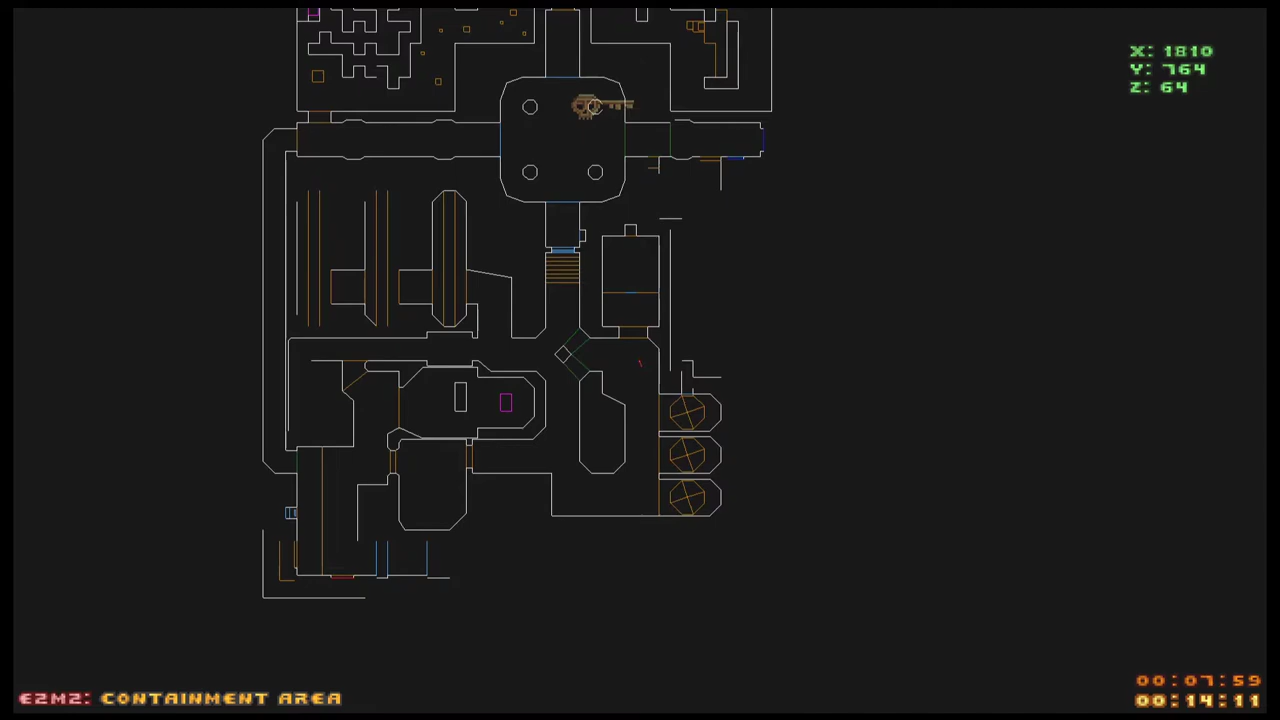 X: 1810
Y: 764
Z: 64
00:07:59
E2M2: CONTAINMENT AREA
00:14:11